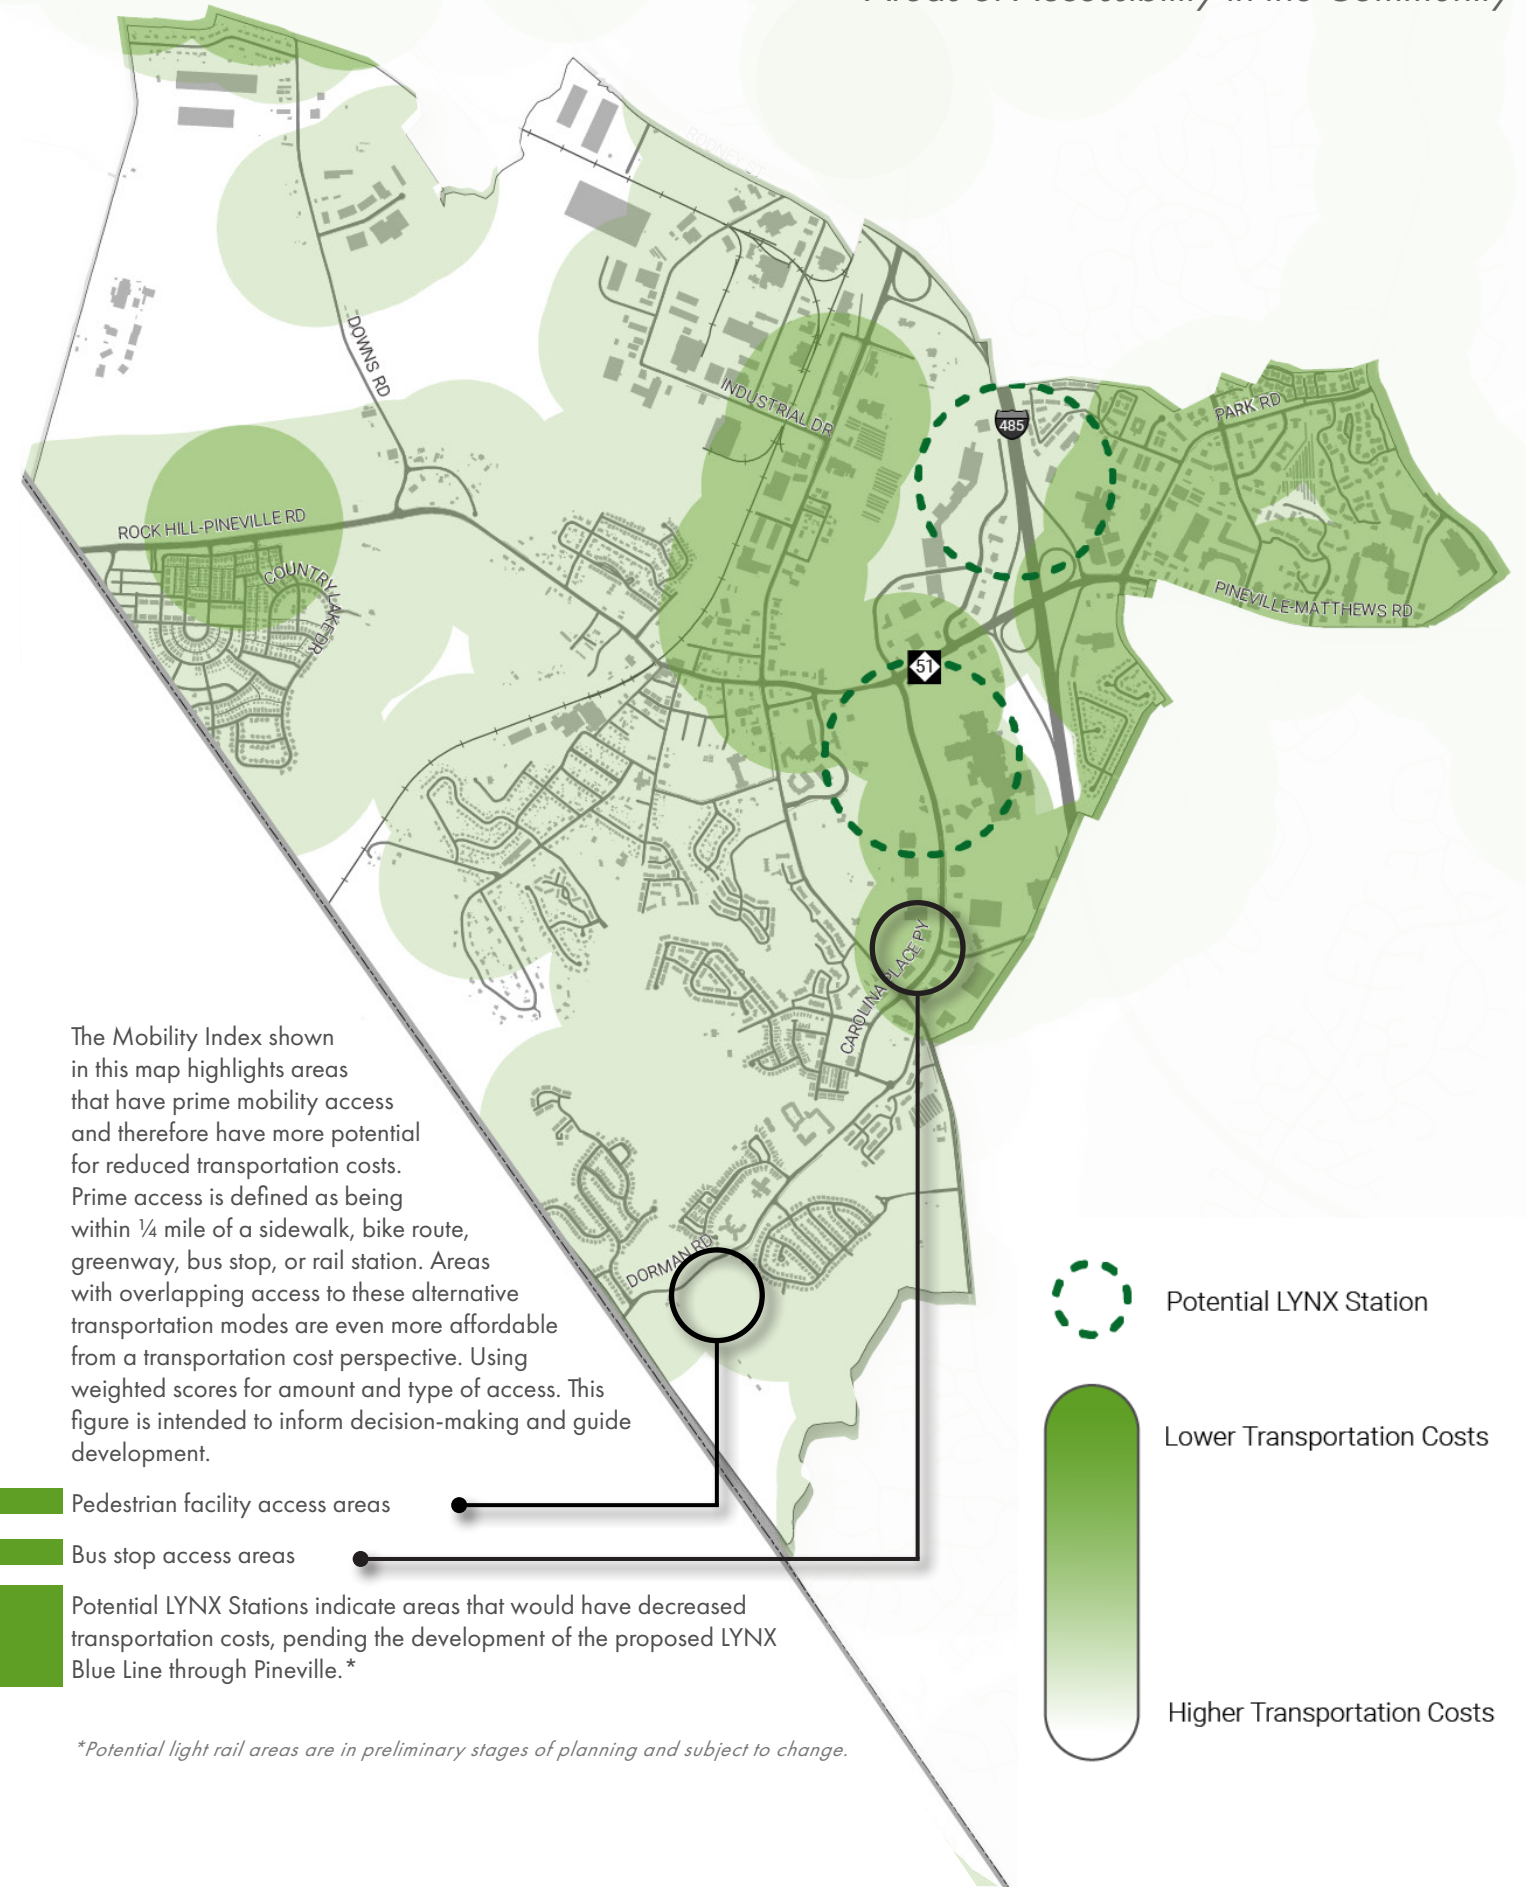 Areas of Accessibility in the Community
ROONEY ST
DOWNS RD
INDUSTRIAL DR
485
PARK RD
ROCK HILL-PINEVILLE RD
COUNTRY LAKE DR
PINEVILLE-MATTHEWS RD
51
CAROLINA PLACE PY
DORMAN RD
The Mobility Index shown
in this map highlights areas
that have prime mobility access
and therefore have more potential
for reduced transportation costs.
Prime access is defined as being
within ¼ mile of a sidewalk, bike route,
greenway, bus stop, or rail station. Areas
with overlapping access to these alternative
transportation modes are even more affordable
from a transportation cost perspective. Using
weighted scores for amount and type of access. This
figure is intended to inform decision-making and guide
development.
Pedestrian facility access areas
Bus stop access areas
Potential LYNX Stations indicate areas that would have decreased
transportation costs, pending the development of the proposed LYNX
Blue Line through Pineville.*
*Potential light rail areas are in preliminary stages of planning and subject to change.
Potential LYNX Station
Lower Transportation Costs
Higher Transportation Costs